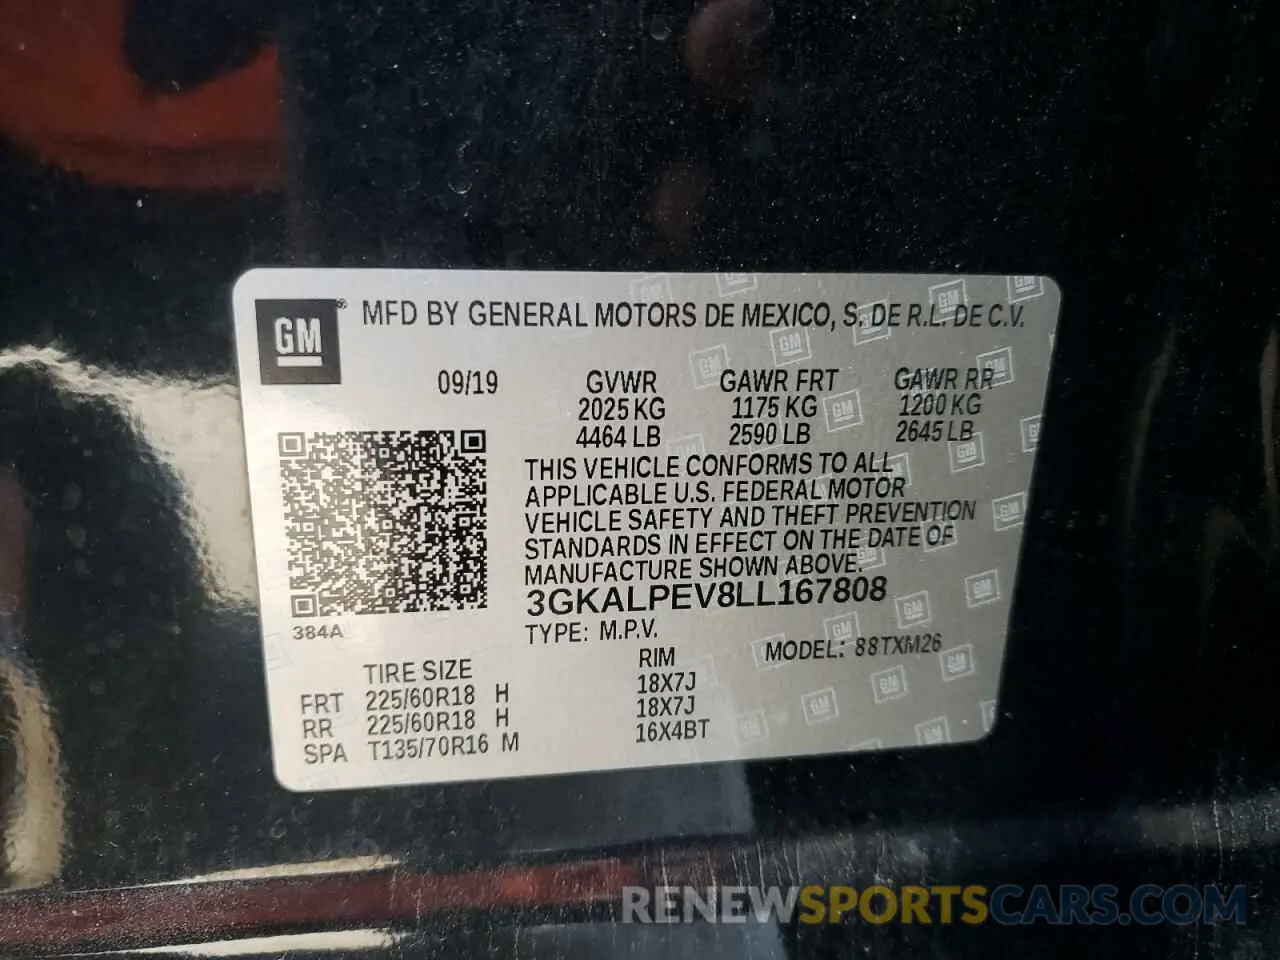 GM® MFD BY GENERAL MOTORS DE MEXICO, S. DE R.L. DE C.V.
09/19 GVWR GAWR FRT GAWR RR
2025 KG 1175 KG 1200 KG
4464 LB 2590 LB 2645 LB
THIS VEHICLE CONFORMS TO ALL
APPLICABLE U.S. FEDERAL MOTOR
VEHICLE SAFETY AND THEFT PREVENTION
STANDARDS IN EFFECT ON THE DATE OF
MANUFACTURE SHOWN ABOVE.
3GKALPEV8LL167808
384A
TYPE: M.P.V. MODEL: 88TXM26
TIRE SIZE RIM
FRT 225/60R18 H 18X7J
RR 225/60R18 H 18X7J
SPA T135/70R16 M 16X4BT
RENEWSPORTSCARS.COM